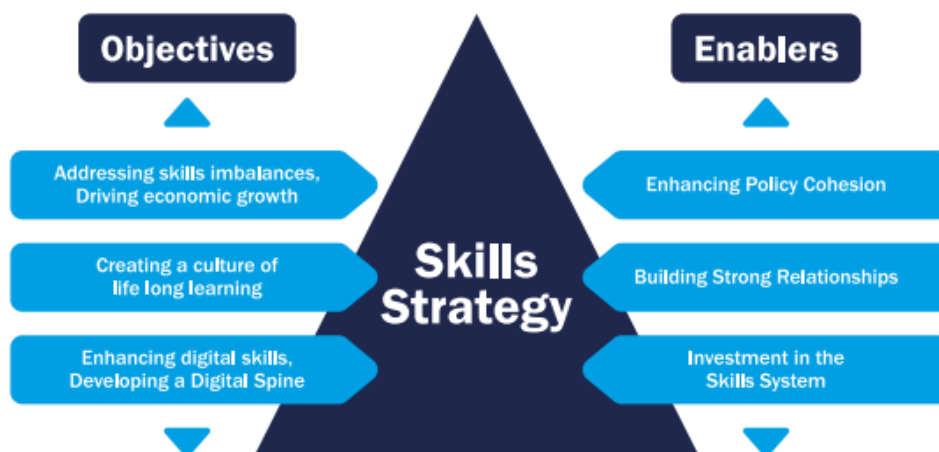 Objectives
Enablers
Addressing skills imbalances,
Driving economic growth
Creating a culture of
life long learning
Enhancing digital skills,
Developing a Digital Spine
Skills
Strategy
Enhancing Policy Cohesion
Building Strong Relationships
Investment in the
Skills System